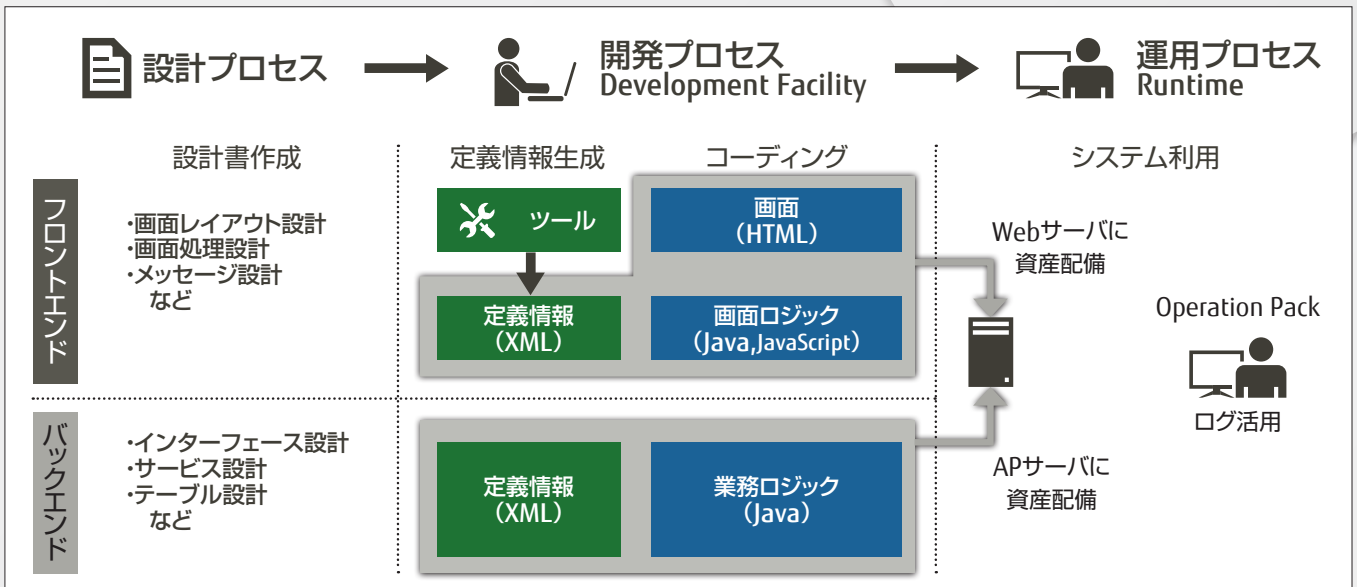 設計プロセス
開発プロセス
Development Facility
運用プロセス
Runtime
設計書作成
定義情報生成
コーディング
システム利用
フロントエンド
・画面レイアウト設計
・画面処理設計
・メッセージ設計
など
ツール
画面
（HTML）
定義情報
（XML）
画面ロジック
（Java,JavaScript）
Webサーバに
資産配備
Operation Pack
ログ活用
バックエンド
・インターフェース設計
・サービス設計
・テーブル設計
など
定義情報
（XML）
業務ロジック
（Java）
APサーバに
資産配備